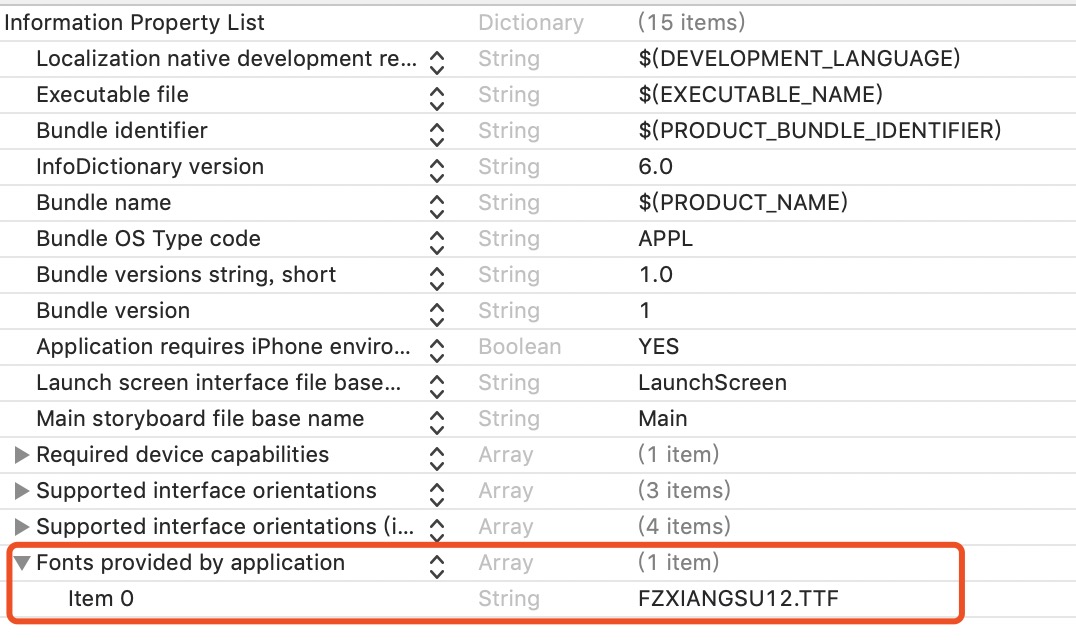 Information Property List Dictionary (15 items)
Localization native development re... String $(DEVELOPMENT_LANGUAGE)
Executable file String $(EXECUTABLE_NAME)
Bundle identifier String $(PRODUCT_BUNDLE_IDENTIFIER)
InfoDictionary version String 6.0
Bundle name String $(PRODUCT_NAME)
Bundle OS Type code String APPL
Bundle versions string, short String 1.0
Bundle version String 1
Application requires iPhone enviro... Boolean YES
Launch screen interface file base... String LaunchScreen
Main storyboard file base name String Main
Required device capabilities Array (1 item)
Supported interface orientations Array (3 items)
Supported interface orientations (i... Array (4 items)
Fonts provided by application Array (1 item)
Item 0 String FZXIANGSU12.TTF